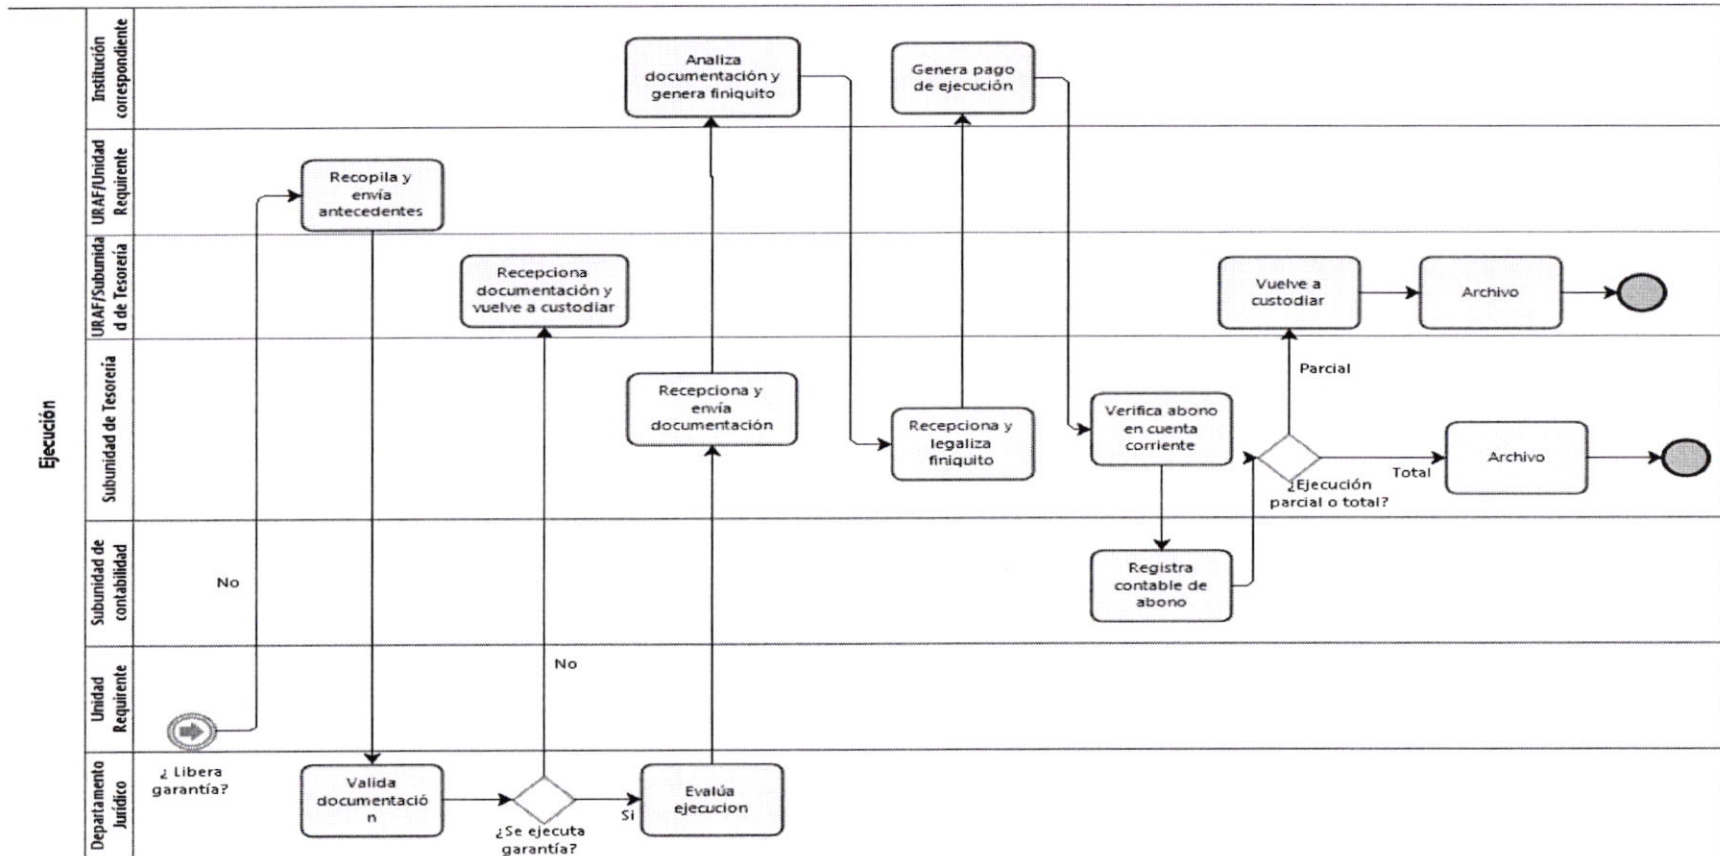 Ejecución
Institución
correspondiente
Analiza
documentación y
genera finiquito
Genera pago
de ejecución
URAF/Unidad
Requirente
Recopila y
envía
antecedentes
URAF/Subunida
d de Tesorería
Recepciona
documentación y
vuelve a custodiar
Vuelve a
custodiar
Archivo
Subunidad de Tesorería
Recepciona y
envía
documentación
Recepciona y
legaliza
finiquito
Verifica abono
en cuenta
corriente
Parcial
¿Ejecución
parcial o total?
Total
Archivo
Subunidad de
contabilidad
No
Registra
contable de
abono
Unidad
Requirente
No
¿ Libera
garantía?
Departamento
Jurídico
Valida
documentació
n
¿Se ejecuta
garantía?
Si
Evalúa
ejecucion